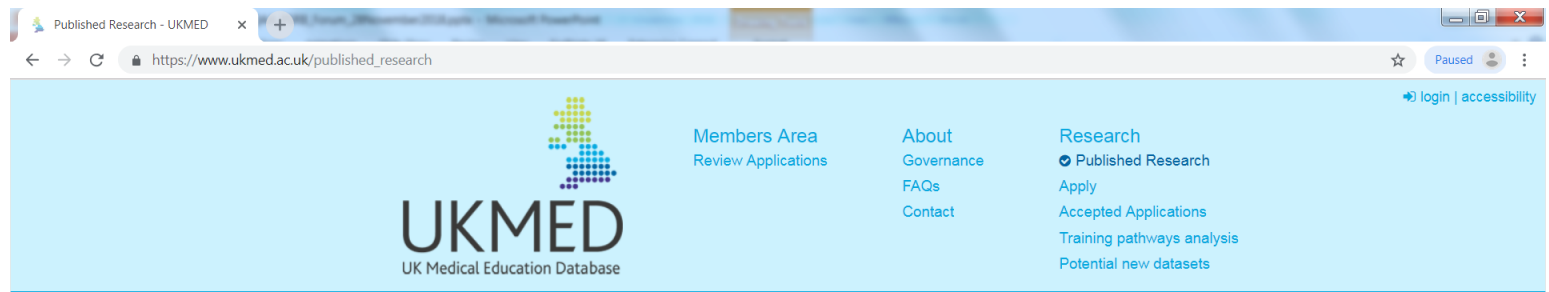 Published Research - UKMED
https://www.ukmed.ac.uk/published_research
Paused
login | accessibility
UKMED
UK Medical Education Database
Members Area
Review Applications
About
Governance
FAQs
Contact
Research
Published Research
Apply
Accepted Applications
Training pathways analysis
Potential new datasets